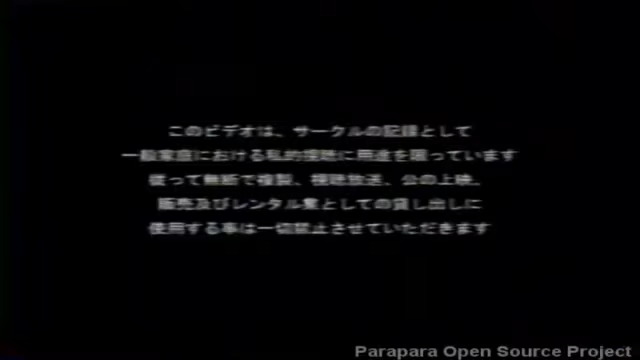 このビデオは、サークルの記録として
一般家庭における私的視聴に用途を限っています
従って無断で複製、放送、公の上映、
販売及びレンタル業としての貸し出しに
使用する事は一切禁止させていただきます
Parapara Open Source Project